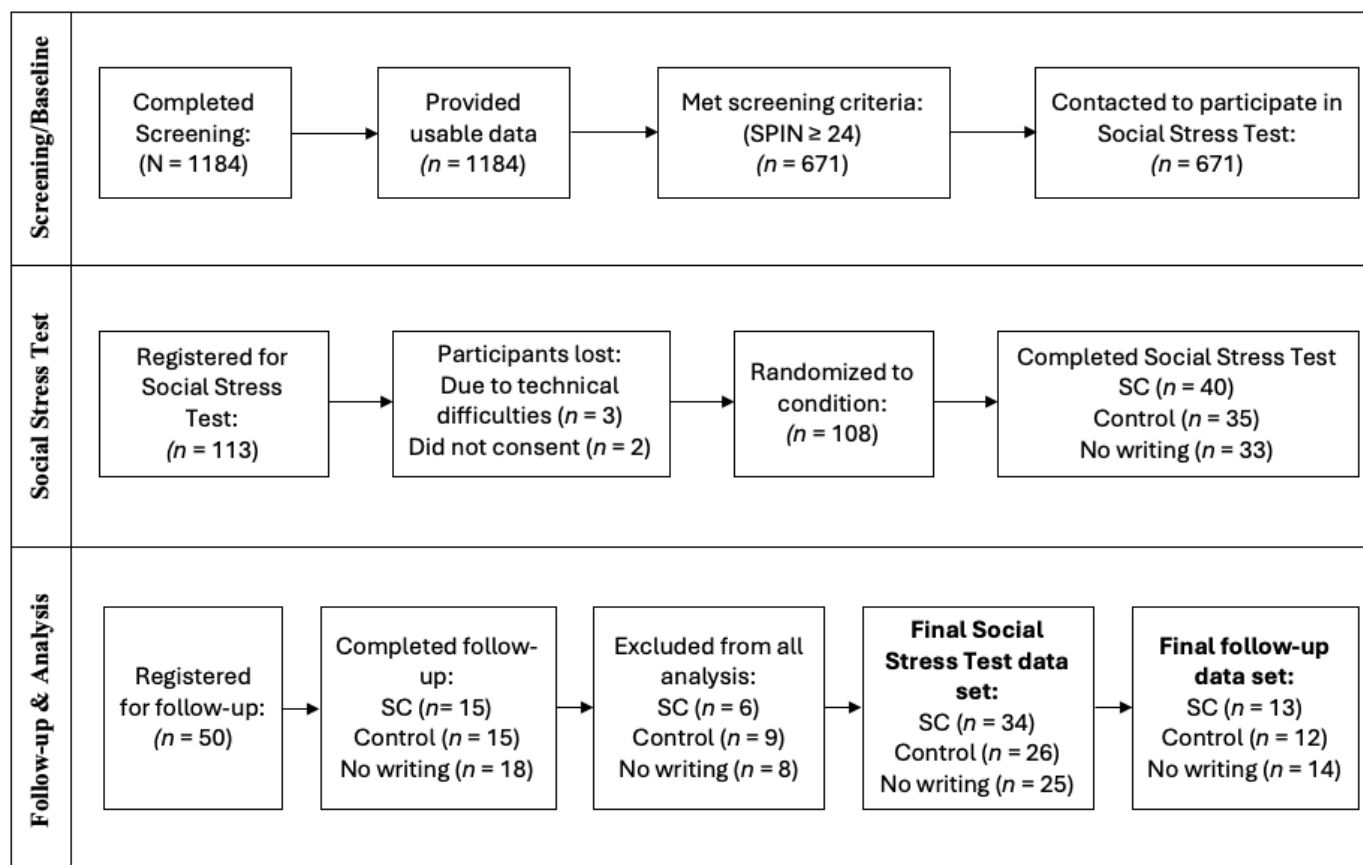 Screening/Baseline
Completed
Screening:
(N = 1184)
Provided
usable data
(n = 1184)
Met screening criteria:
(SPIN ≥ 24)
(n = 671)
Contacted to participate in
Social Stress Test:
(n = 671)
Social Stress Test
Registered for
Social Stress
Test:
(n = 113)
Participants lost:
Due to technical
difficulties (n = 3)
Did not consent (n = 2)
Randomized to
condition:
(n = 108)
Completed Social Stress Test
SC (n = 40)
Control (n = 35)
No writing (n = 33)
Follow-up & Analysis
Registered
for follow-up:
(n = 50)
Completed follow-
up:
SC (n= 15)
Control (n = 15)
No writing (n = 18)
Excluded from all
analysis:
SC (n = 6)
Control (n = 9)
No writing (n = 8)
Final Social
Stress Test data
set:
SC (n = 34)
Control (n = 26)
No writing (n = 25)
Final follow-up
data set:
SC (n = 13)
Control (n = 12)
No writing (n = 14)